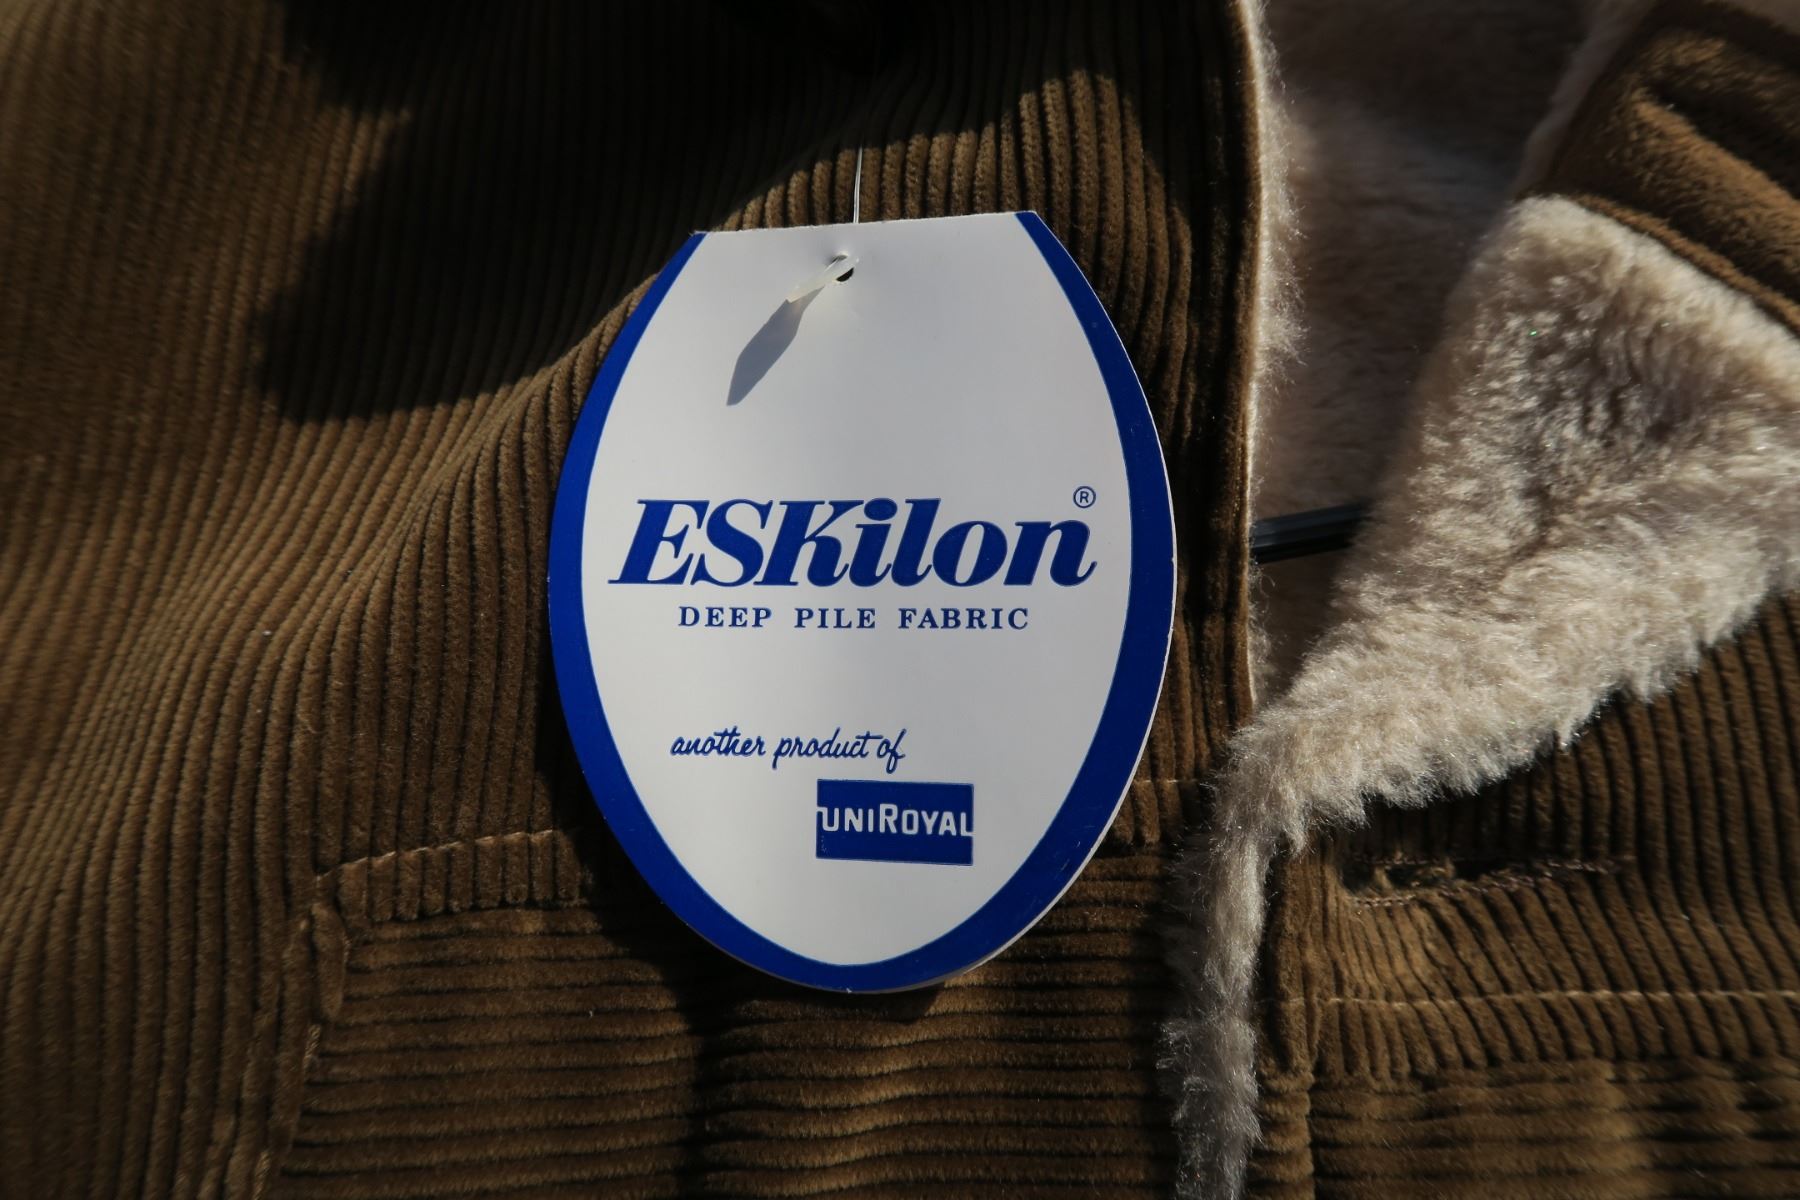 ESKilon®
DEEP PILE FABRIC
another product of
UNIROYAL